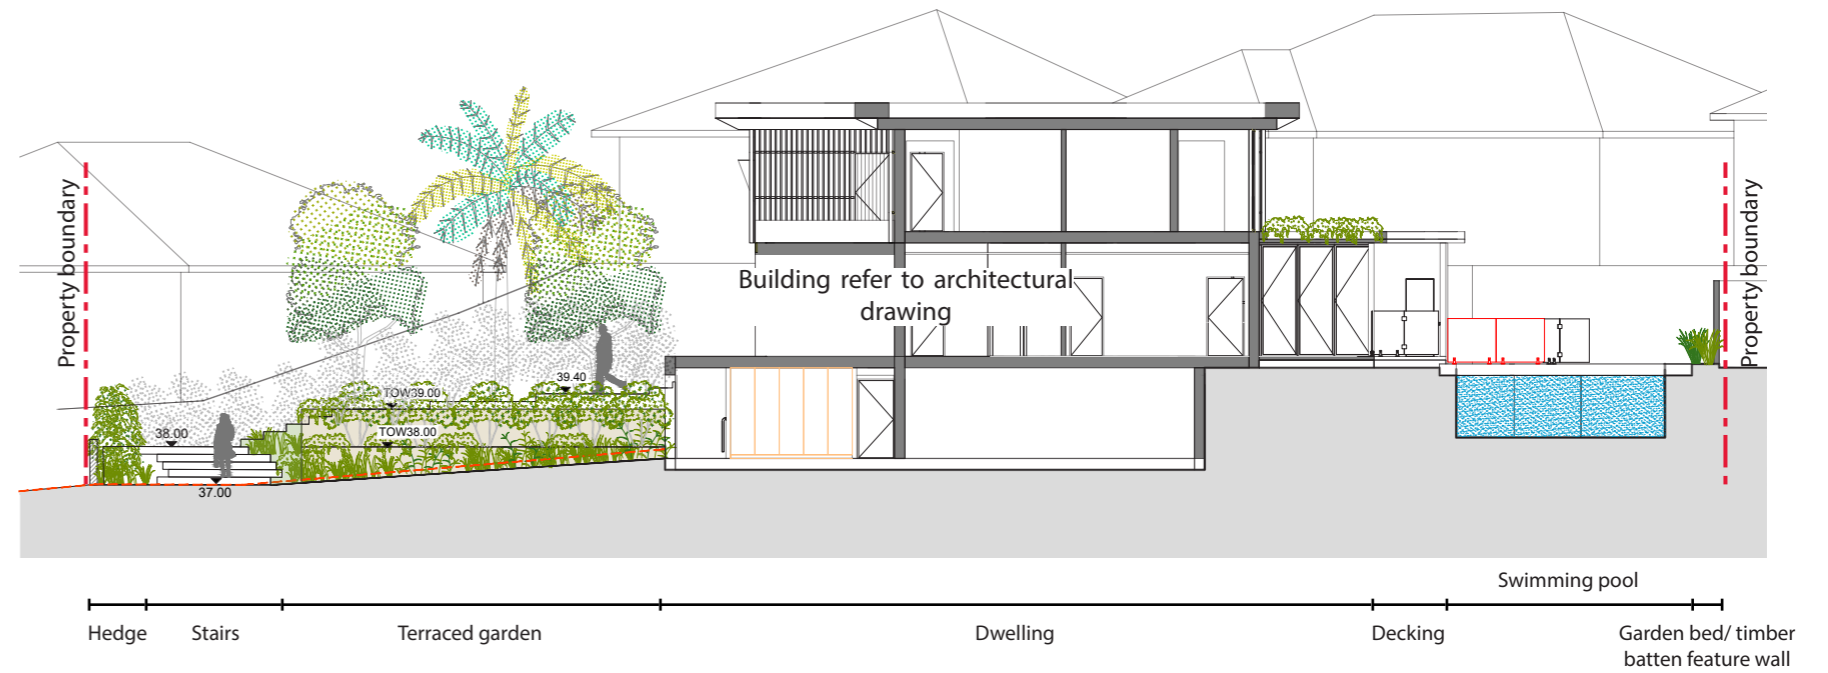 Property boundary
Property boundary
Building refer to architectural
drawing
39.40
TOW39.00
TOW38.00
38.00
37.00
Swimming pool
Hedge
Stairs
Terraced garden
Dwelling
Decking
Garden bed/ timber
batten feature wall